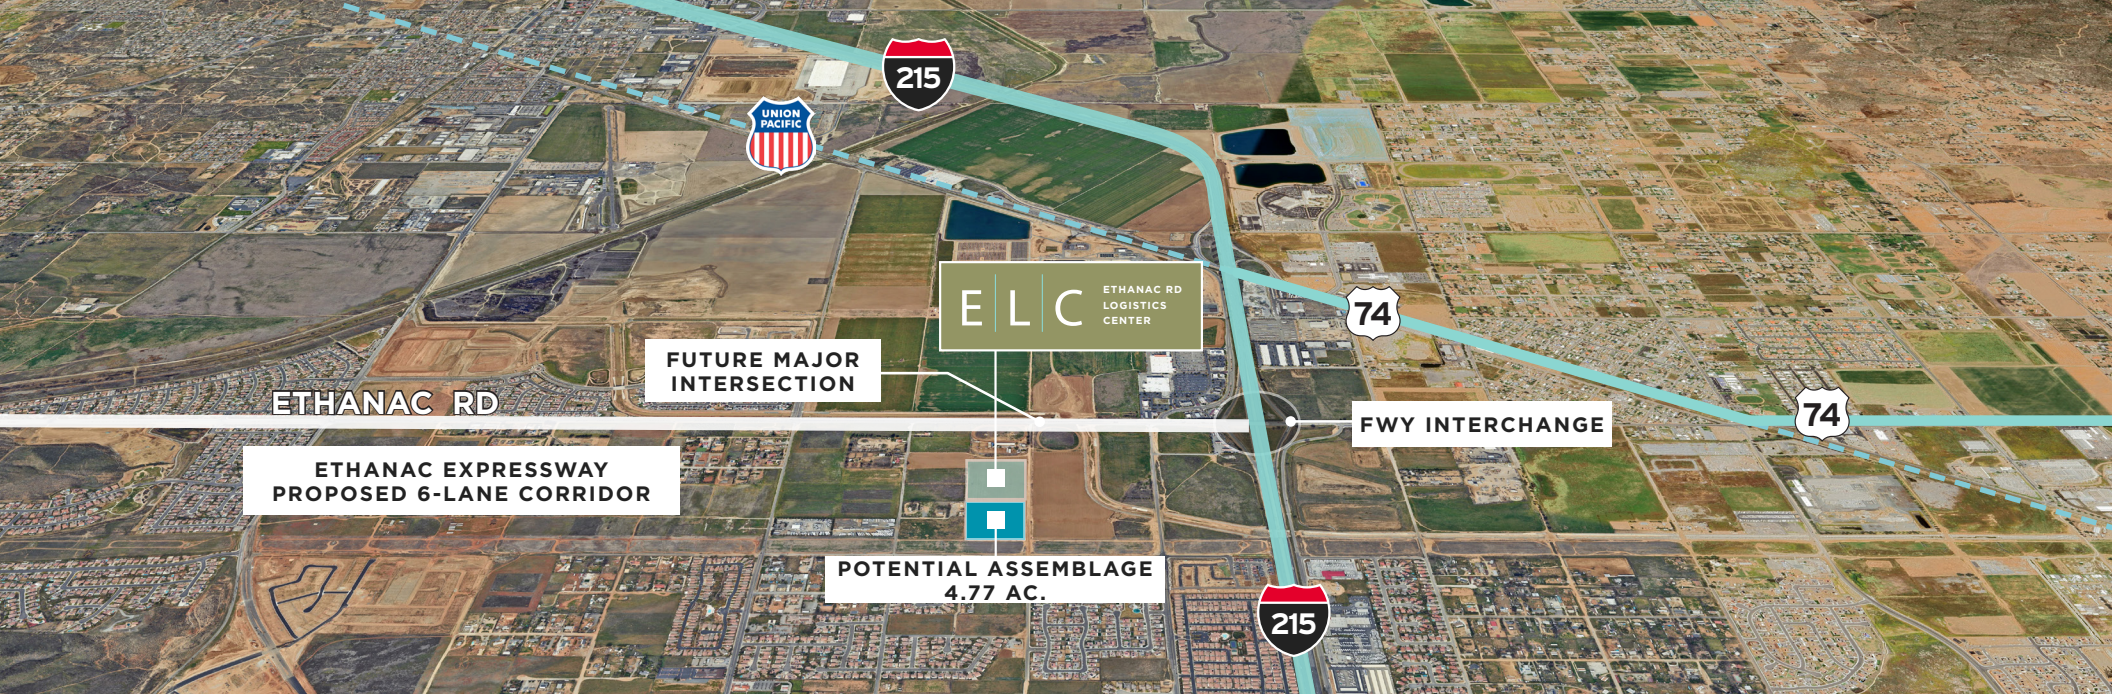 215
UNION
PACIFIC
E L C
ETHANAC RD
LOGISTICS
CENTER
74
FUTURE MAJOR
INTERSECTION
ETHANAC RD
74
FWY INTERCHANGE
ETHANAC EXPRESSWAY
PROPOSED 6-LANE CORRIDOR
POTENTIAL ASSEMBLAGE
4.77 AC.
215